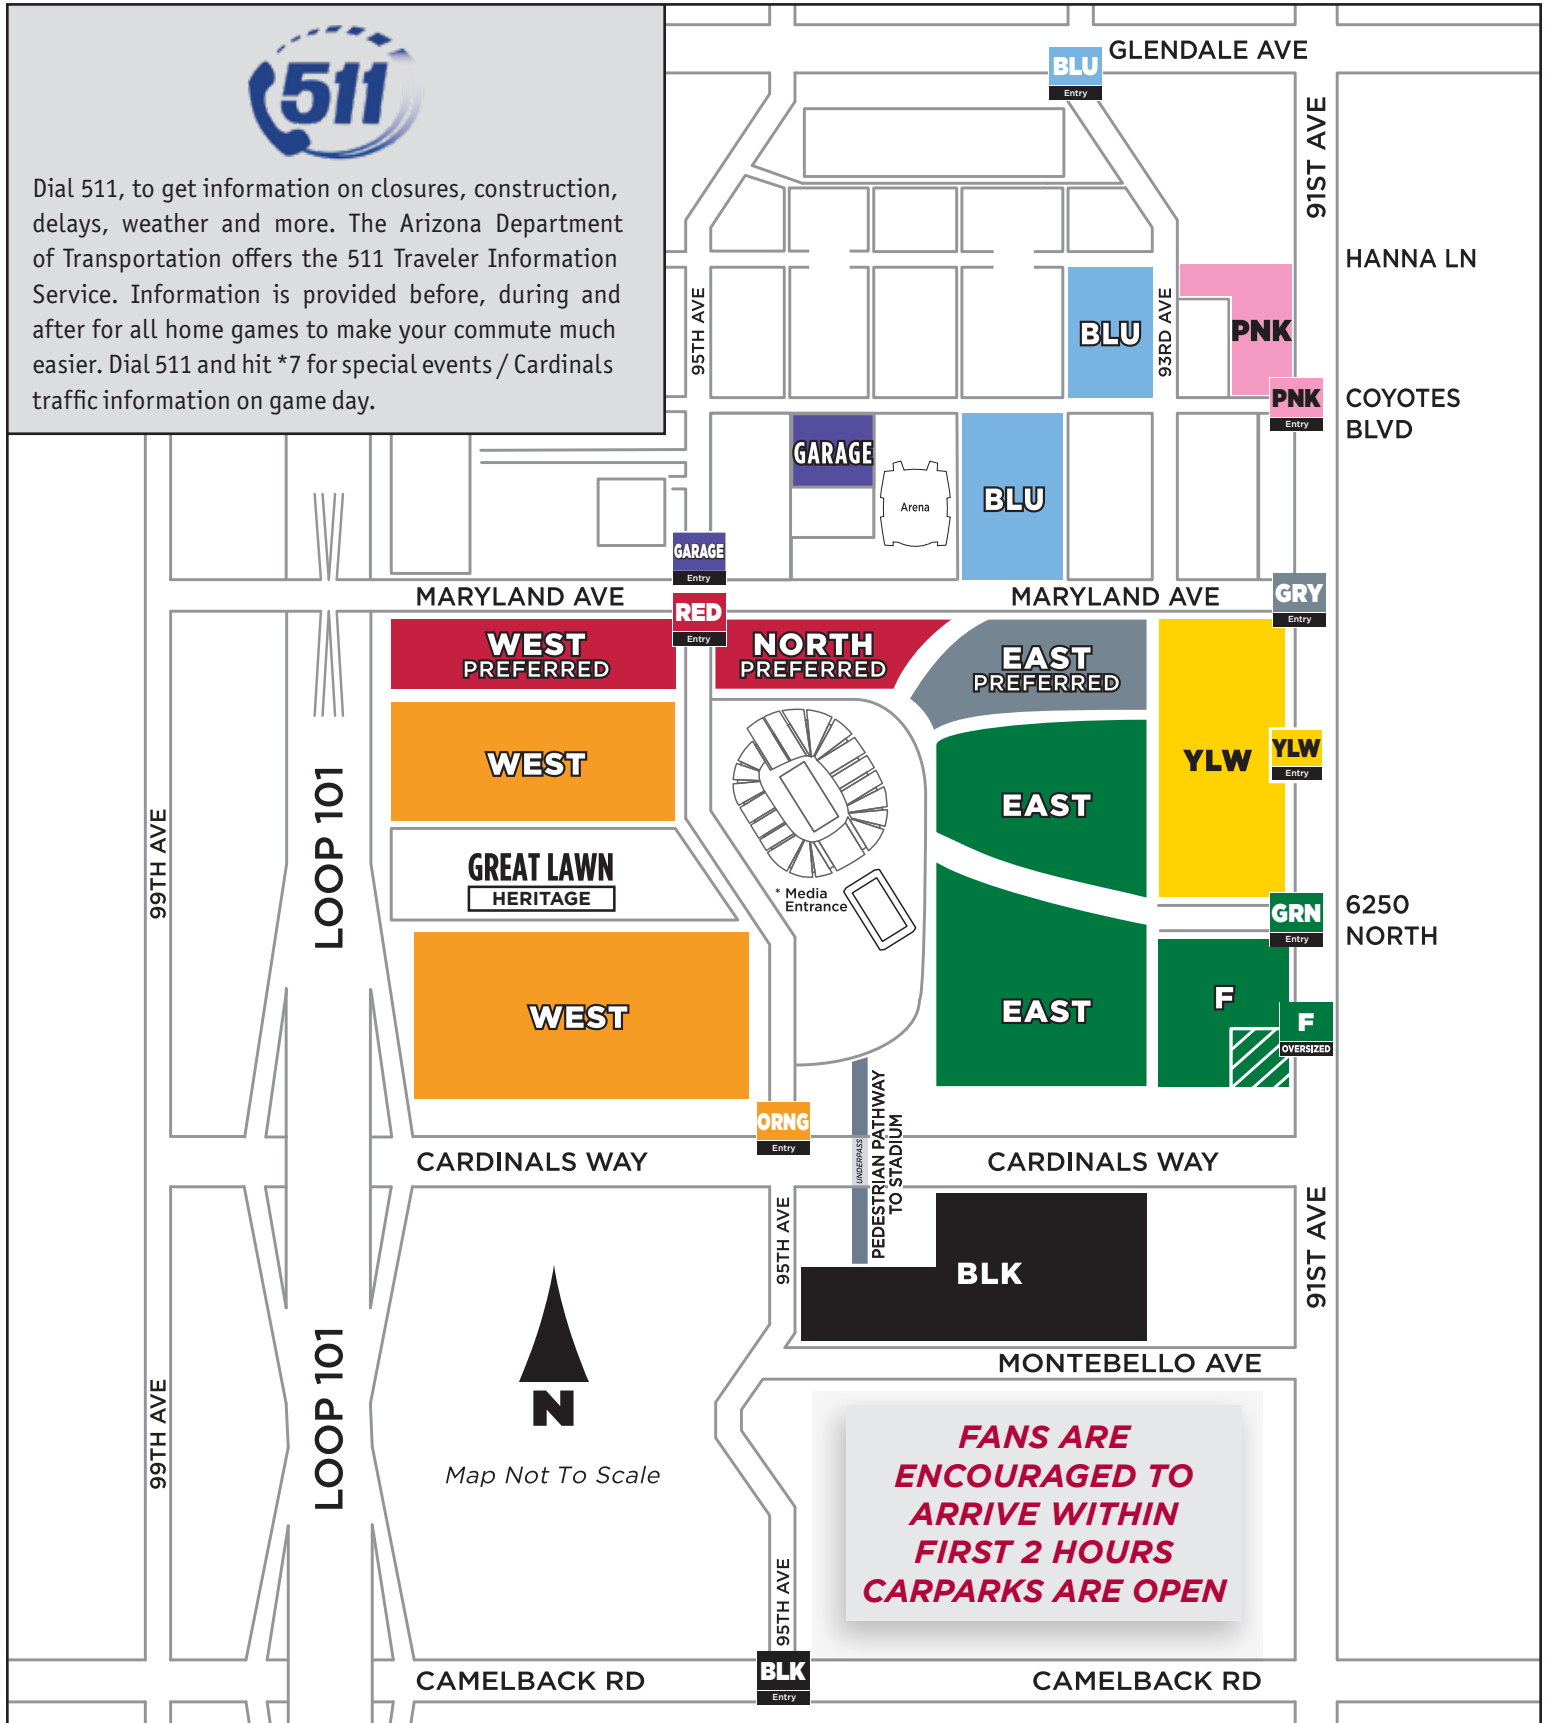 511
Dial 511, to get information on closures, construction,
delays, weather and more. The Arizona Department
of Transportation offers the 511 Traveler Information
Service. Information is provided before, during and
after for all home games to make your commute much
easier. Dial 511 and hit *7 for special events / Cardinals
traffic information on game day.
BLU
Entry
GLENDALE AVE
91ST AVE
HANNA LN
95TH AVE
BLU
93RD AVE
PNK
PNK
Entry
COYOTES
BLVD
GARAGE
Arena
BLU
GARAGE
Entry
MARYLAND AVE
RED
Entry
MARYLAND AVE
GRY
Entry
WEST
PREFERRED
NORTH
PREFERRED
EAST
PREFERRED
WEST
YLW
YLW
Entry
EAST
99TH AVE
LOOP 101
GREAT LAWN
HERITAGE
* Media
Entrance
GRN
Entry
6250
NORTH
WEST
EAST
F
F
OVERSIZED
ORNG
Entry
PEDESTRIAN PATHWAY
TO STADIUM
UNDERPASS
CARDINALS WAY
CARDINALS WAY
95TH AVE
91ST AVE
BLK
N
Map Not To Scale
MONTEBELLO AVE
99TH AVE
LOOP 101
FANS ARE
ENCOURAGED TO
ARRIVE WITHIN
FIRST 2 HOURS
CARPARKS ARE OPEN
95TH AVE
BLK
Entry
CAMELBACK RD
CAMELBACK RD